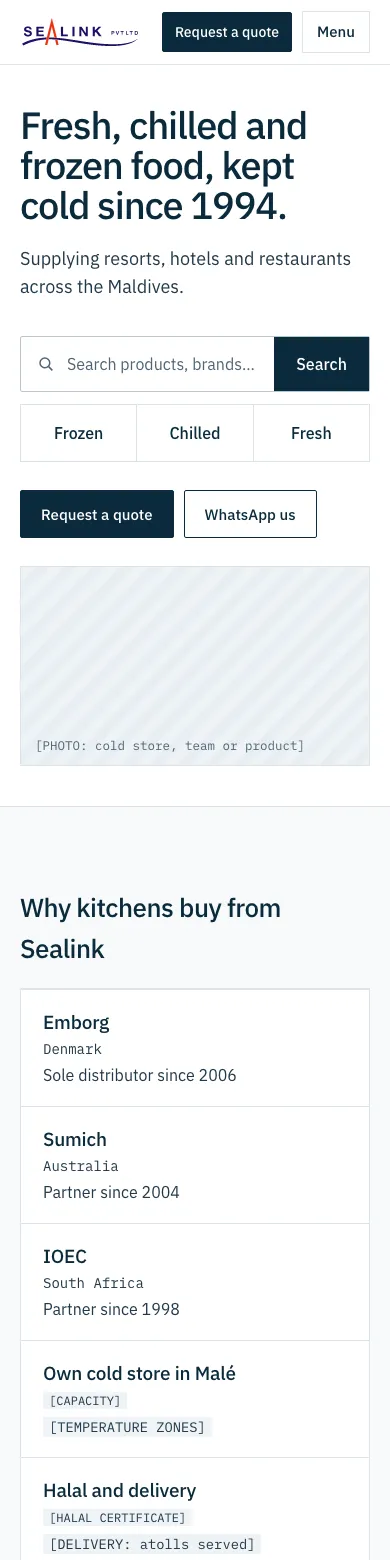 SEALINK PVT LTD
Request a quote
Menu
Fresh, chilled and
frozen food, kept
cold since 1994.
Supplying resorts, hotels and restaurants
across the Maldives.
Search products, brands...
Search
Frozen
Chilled
Fresh
Request a quote
WhatsApp us
[PHOTO: cold store, team or product]
Why kitchens buy from
Sealink
Emborg
Denmark
Sole distributor since 2006
Sumich
Australia
Partner since 2004
IOEC
South Africa
Partner since 1998
Own cold store in Malé
[CAPACITY]
[TEMPERATURE ZONES]
Halal and delivery
[HALAL CERTIFICATE]
[DELIVERY: atolls served]